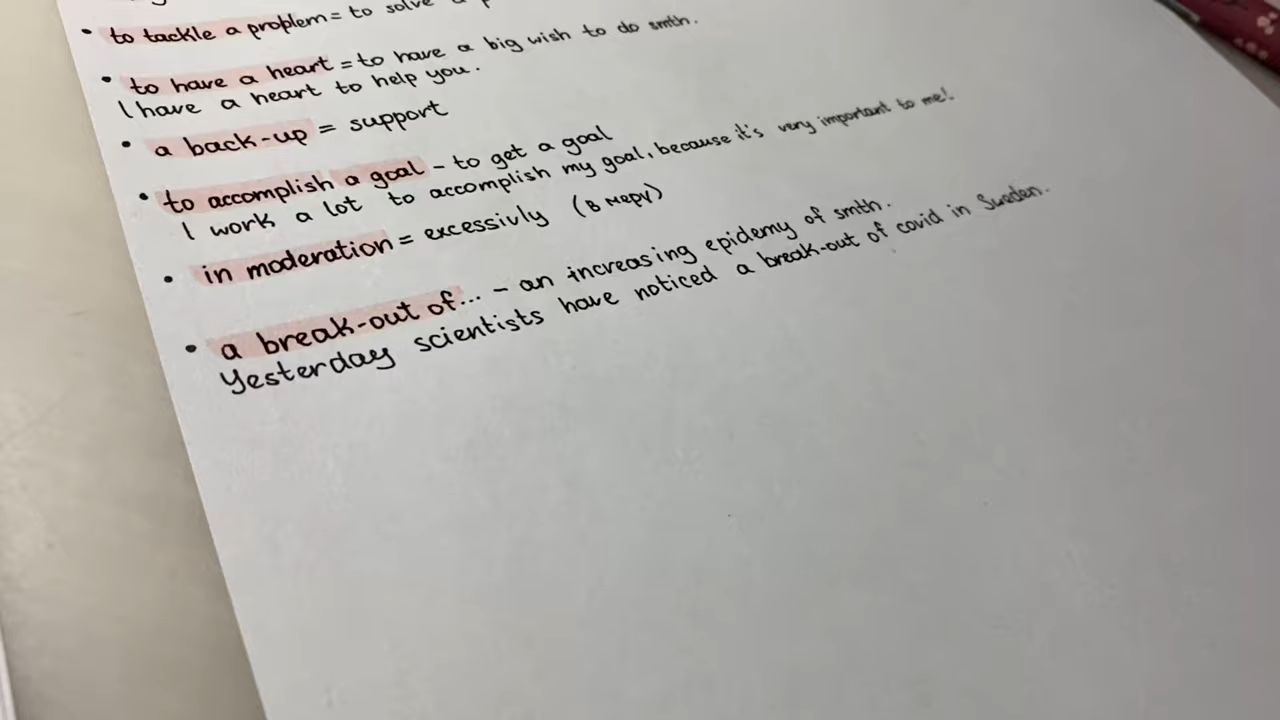 • to tackle a problem = to solve a
• to have a heart = to have a big wish to do smth.
I have a heart to help you.
• a back-up = support
• to accomplish a goal - to get a goal
I work a lot to accomplish my goal, because it's very important to me!
• in moderation = excessivly (в меру)
• a break-out of... - an increasing epidemy of smth.
Yesterday scientists have noticed a break-out of covid in Sweden.